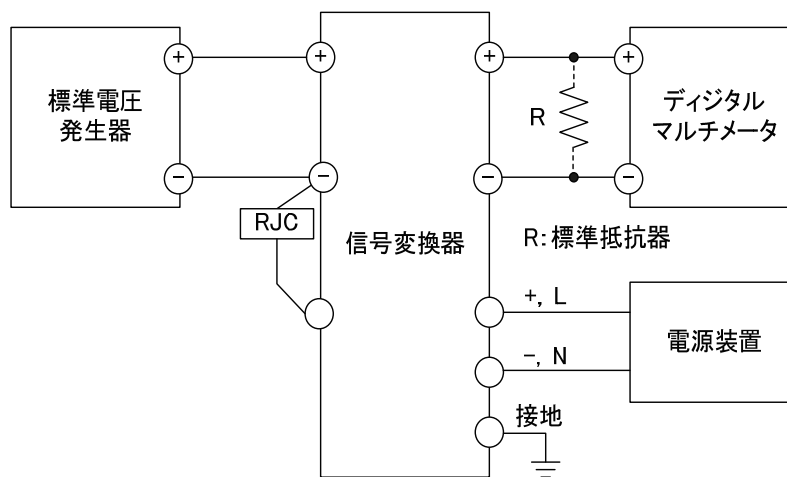 標準電圧
発生器
+
−
+
−
RJC
信号変換器
+
−
R
+
−
ディジタル
マルチメータ
R:標準抵抗器
+, L
−, N
接地
電源装置